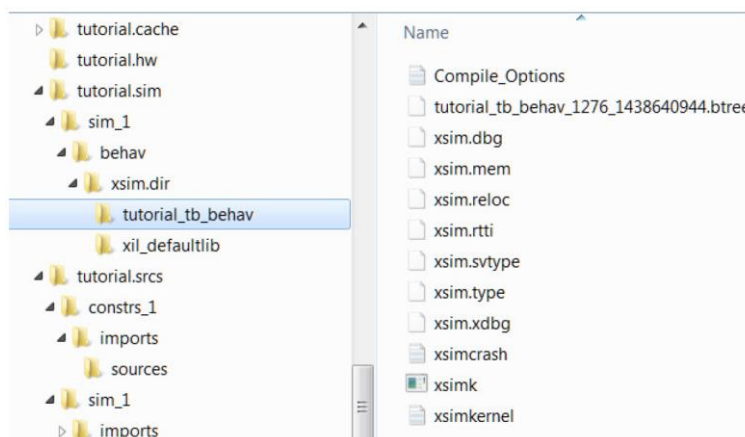 tutorial.cache
tutorial.hw
tutorial.sim
sim_1
behav
xsim.dir
tutorial_tb_behav
xil_defaultlib
tutorial.srcs
constrs_1
imports
sources
sim_1
imports
Name
Compile_Options
tutorial_tb_behav_1276_1438640944.btree
xsim.dbg
xsim.mem
xsim.reloc
xsim.rtti
xsim.svtype
xsim.type
xsim.xdbg
xsimcrash
xsimk
xsimkernel